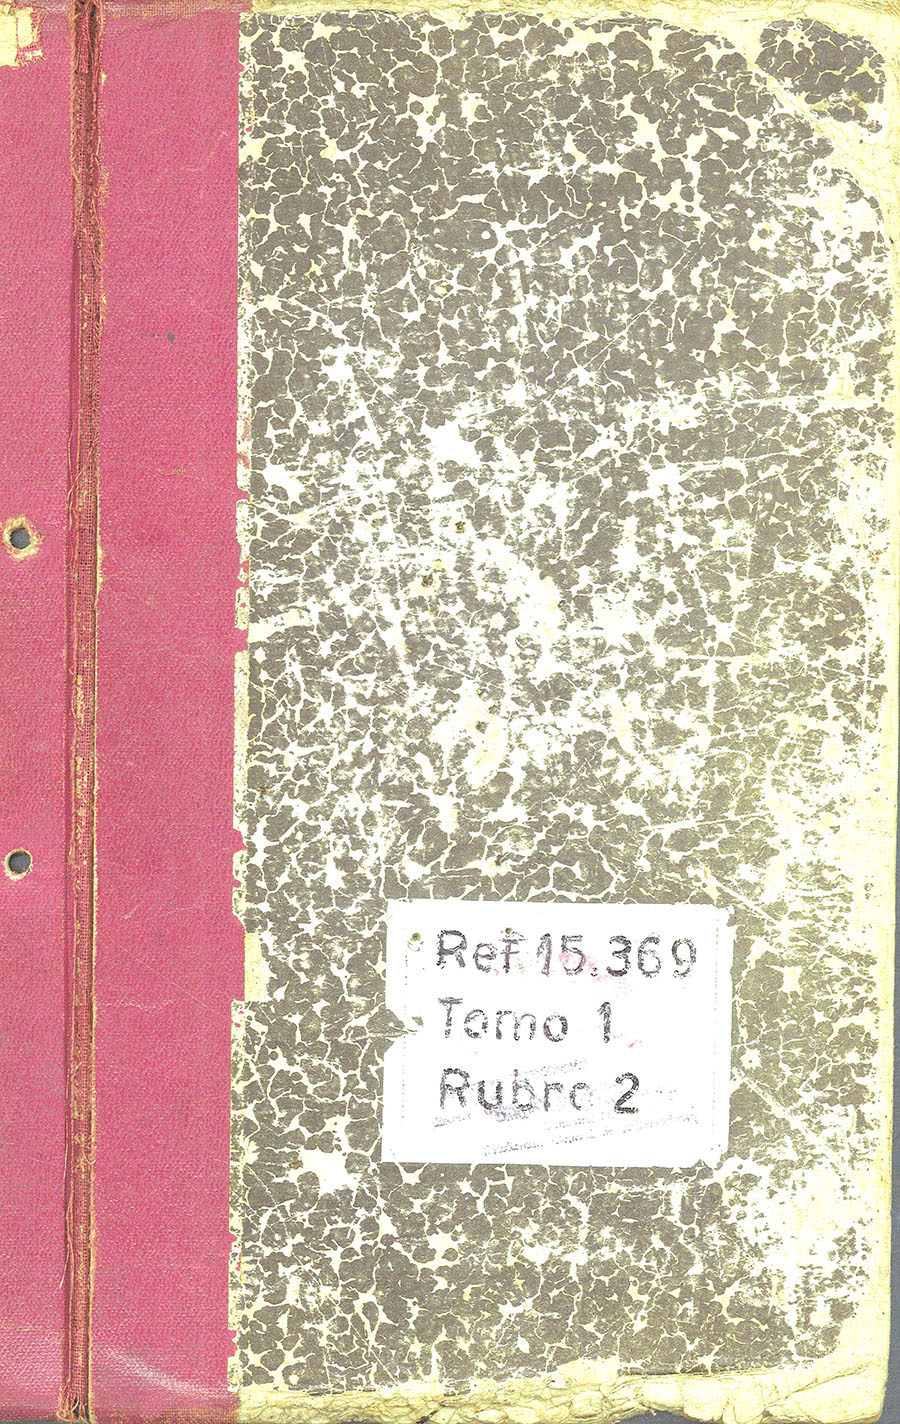 Ref. 15.369
Tomo 1
Rubro 2